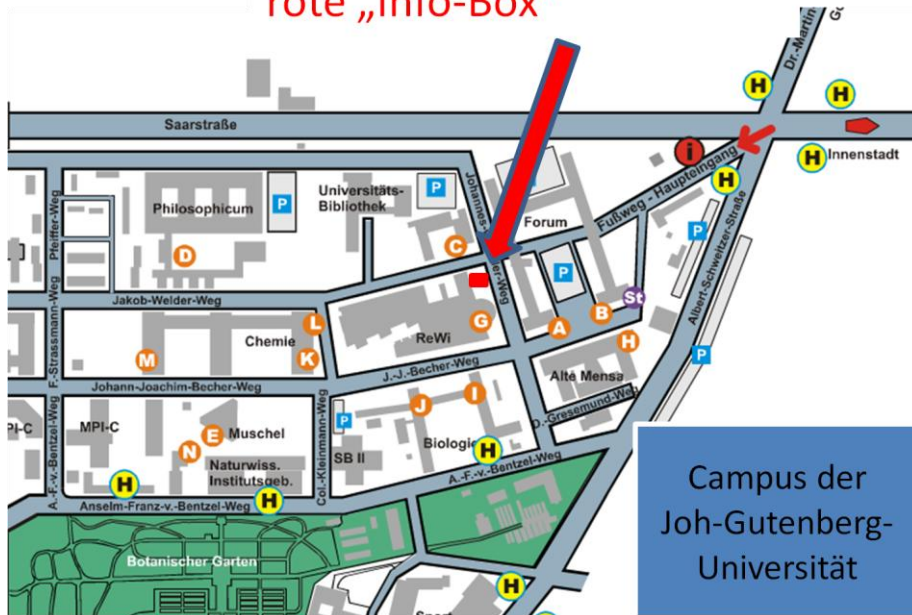 rote „Info-Box"
Dr.-Martin-
H
H
Saarstraße
i
H
Innenstadt
Fußweg - Haupteingang
H
Pfeiffer-Weg
Philosophicum
P
Universitäts-
Bibliothek
P
Johannes-
P
Forum
D
C
P
P
Albert-Schweitzer-Straße
er-Weg
St
Jakob-Welder-Weg
F.-Strassmann-Weg
L
G
A
B
M
Chemie
K
ReWi
H
P
J.-J.-Becher-Weg
Alte Mensa
Johann-Joachim-Becher-Weg
D.-Gresemund-Weg
PI-C
MPI-C
E
Muschel
N
P
J
I
SB II
Biologie
H
Naturwiss.
Institutsgeb.
Col.-Kleinmann-Weg
A.-F.-v.-Bentzel-Weg
A.-F.-v.-Bentzel-Weg
H
H
Anselm-Franz-v.-Bentzel-Weg
Botanischer Garten
H
Campus der
Joh-Gutenberg-
Universität